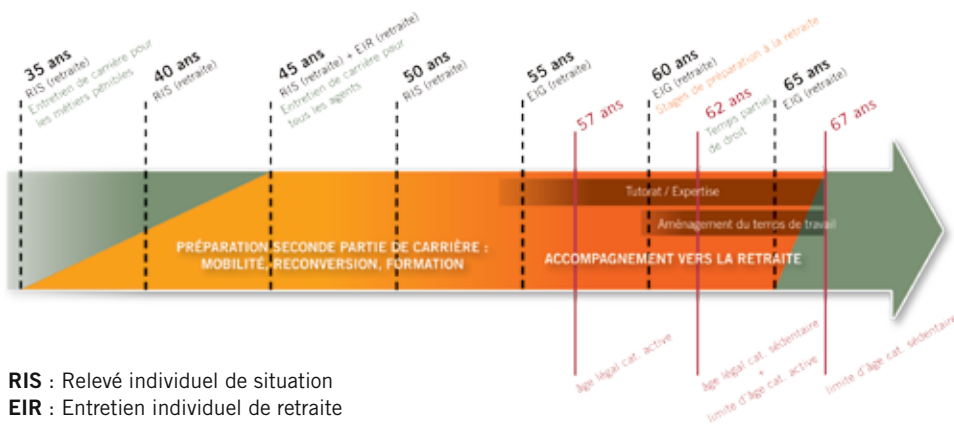 35 ans
RIS (retraite)
Entretien de carrière pour
les métiers pénibles
40 ans
RIS (retraite)
45 ans
RIS (retraite) + EIR (retraite)
Entretien de carrière pour
tous les agents
50 ans
RIS (retraite)
55 ans
EIG (retraite)
57 ans
60 ans
EIG (retraite)
Stages de préparation à la retraite
62 ans
Temps partiel
de droit
65 ans
EIG (retraite)
67 ans
Tutorat / Expertise
Aménagement du temps de travail
PRÉPARATION SECONDE PARTIE DE CARRIÈRE :
MOBILITÉ, RECONVERSION, FORMATION
ACCOMPAGNEMENT VERS LA RETRAITE
âge légal cat. active
âge légal cat. sédentaire
+
limite d'âge cat. active
limite d'âge cat. sédentaire
RIS : Relevé individuel de situation
EIR : Entretien individuel de retraite